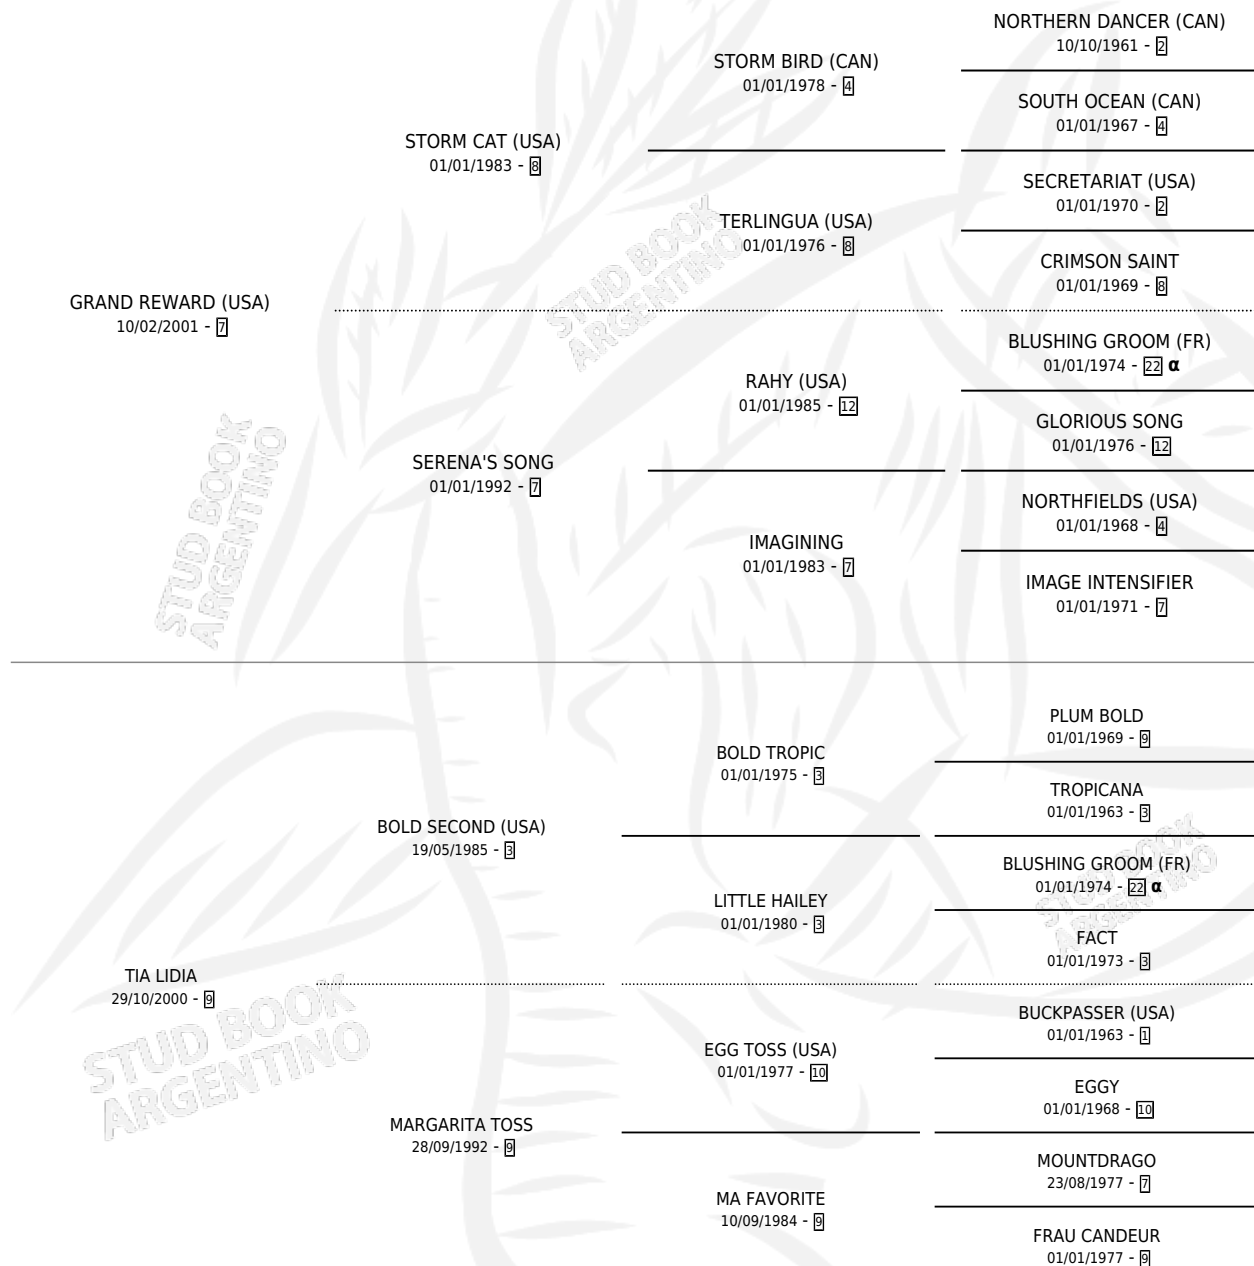 NORTHERN DANCER (CAN)
10/10/1961 - 2
STORM BIRD (CAN)
01/01/1978 - 4
SOUTH OCEAN (CAN)
01/01/1967 - 4
STORM CAT (USA)
01/01/1983 - 8
SECRETARIAT (USA)
01/01/1970 - 2
TERLINGUA (USA)
01/01/1976 - 8
CRIMSON SAINT
01/01/1969 - 8
GRAND REWARD (USA)
10/02/2001 - 7
BLUSHING GROOM (FR)
01/01/1974 - 22 α
RAHY (USA)
01/01/1985 - 12
GLORIOUS SONG
01/01/1976 - 12
SERENA'S SONG
01/01/1992 - 7
NORTHFIELDS (USA)
01/01/1968 - 4
IMAGINING
01/01/1983 - 7
IMAGE INTENSIFIER
01/01/1971 - 7
PLUM BOLD
01/01/1969 - 9
BOLD TROPIC
01/01/1975 - 3
TROPICANA
01/01/1963 - 3
BOLD SECOND (USA)
19/05/1985 - 3
BLUSHING GROOM (FR)
01/01/1974 - 22 α
LITTLE HAILEY
01/01/1980 - 3
FACT
01/01/1973 - 3
TIA LIDIA
29/10/2000 - 9
BUCKPASSER (USA)
01/01/1963 - 1
EGG TOSS (USA)
01/01/1977 - 10
EGGY
01/01/1968 - 10
MARGARITA TOSS
28/09/1992 - 9
MOUNTDRAGO
23/08/1977 - 7
MA FAVORITE
10/09/1984 - 9
FRAU CANDEUR
01/01/1977 - 9
STUD BOOK
ARGENTINO
STUD BOOK
ARGENTINO
STUD BOOK
ARGENTINO
STUD BOOK
ARGENTINO